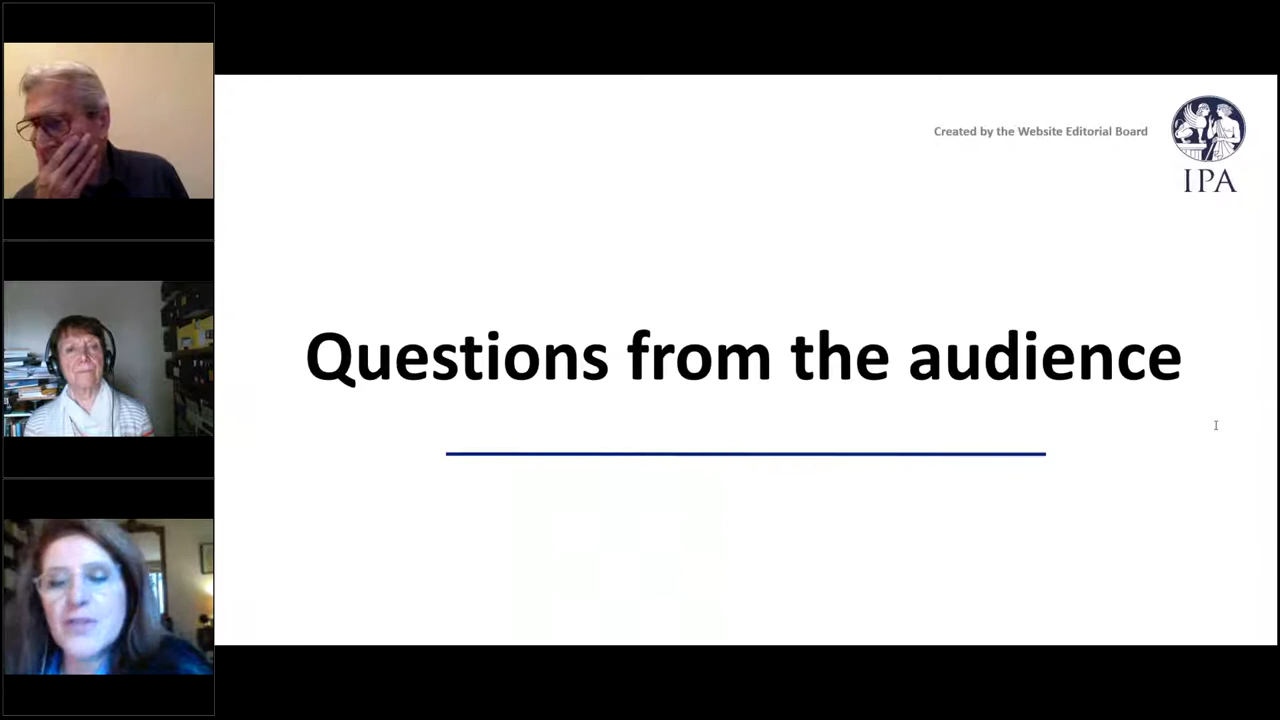 Created by the Website Editorial Board
IPA
Questions from the audience